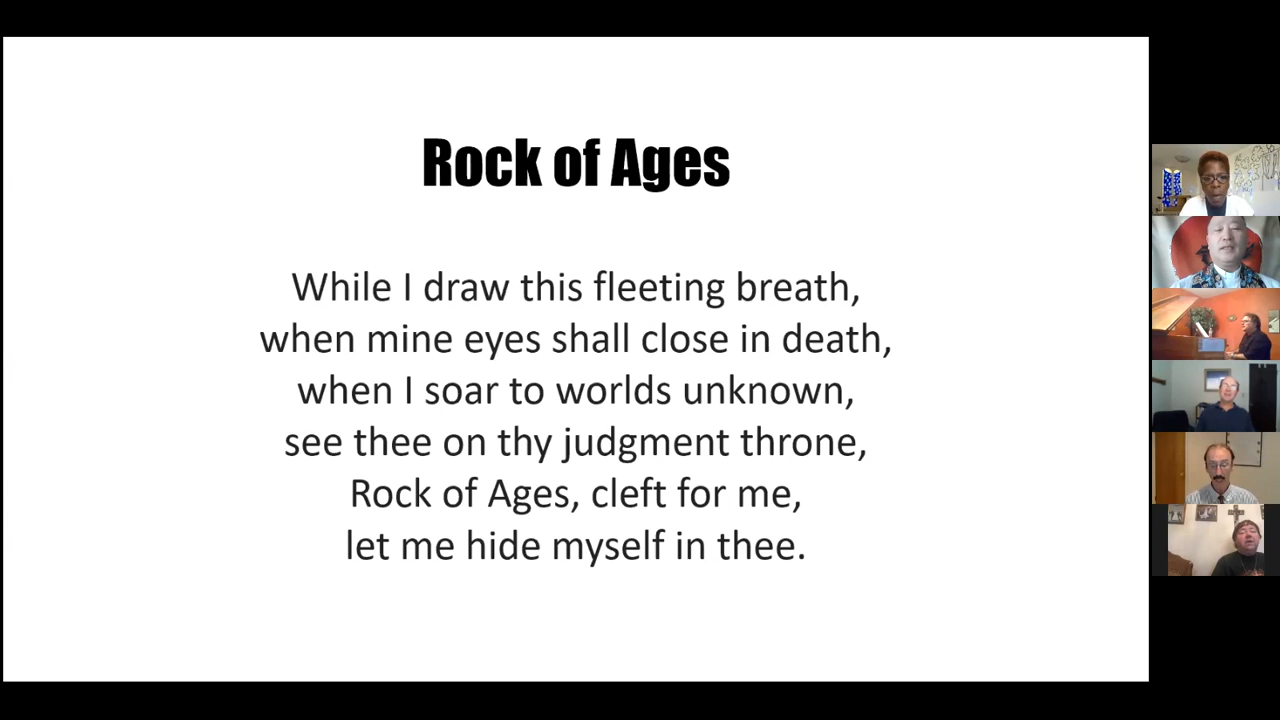 Rock of Ages
While I draw this fleeting breath,
when mine eyes shall close in death,
when I soar to worlds unknown,
see thee on thy judgment throne,
Rock of Ages, cleft for me,
let me hide myself in thee.